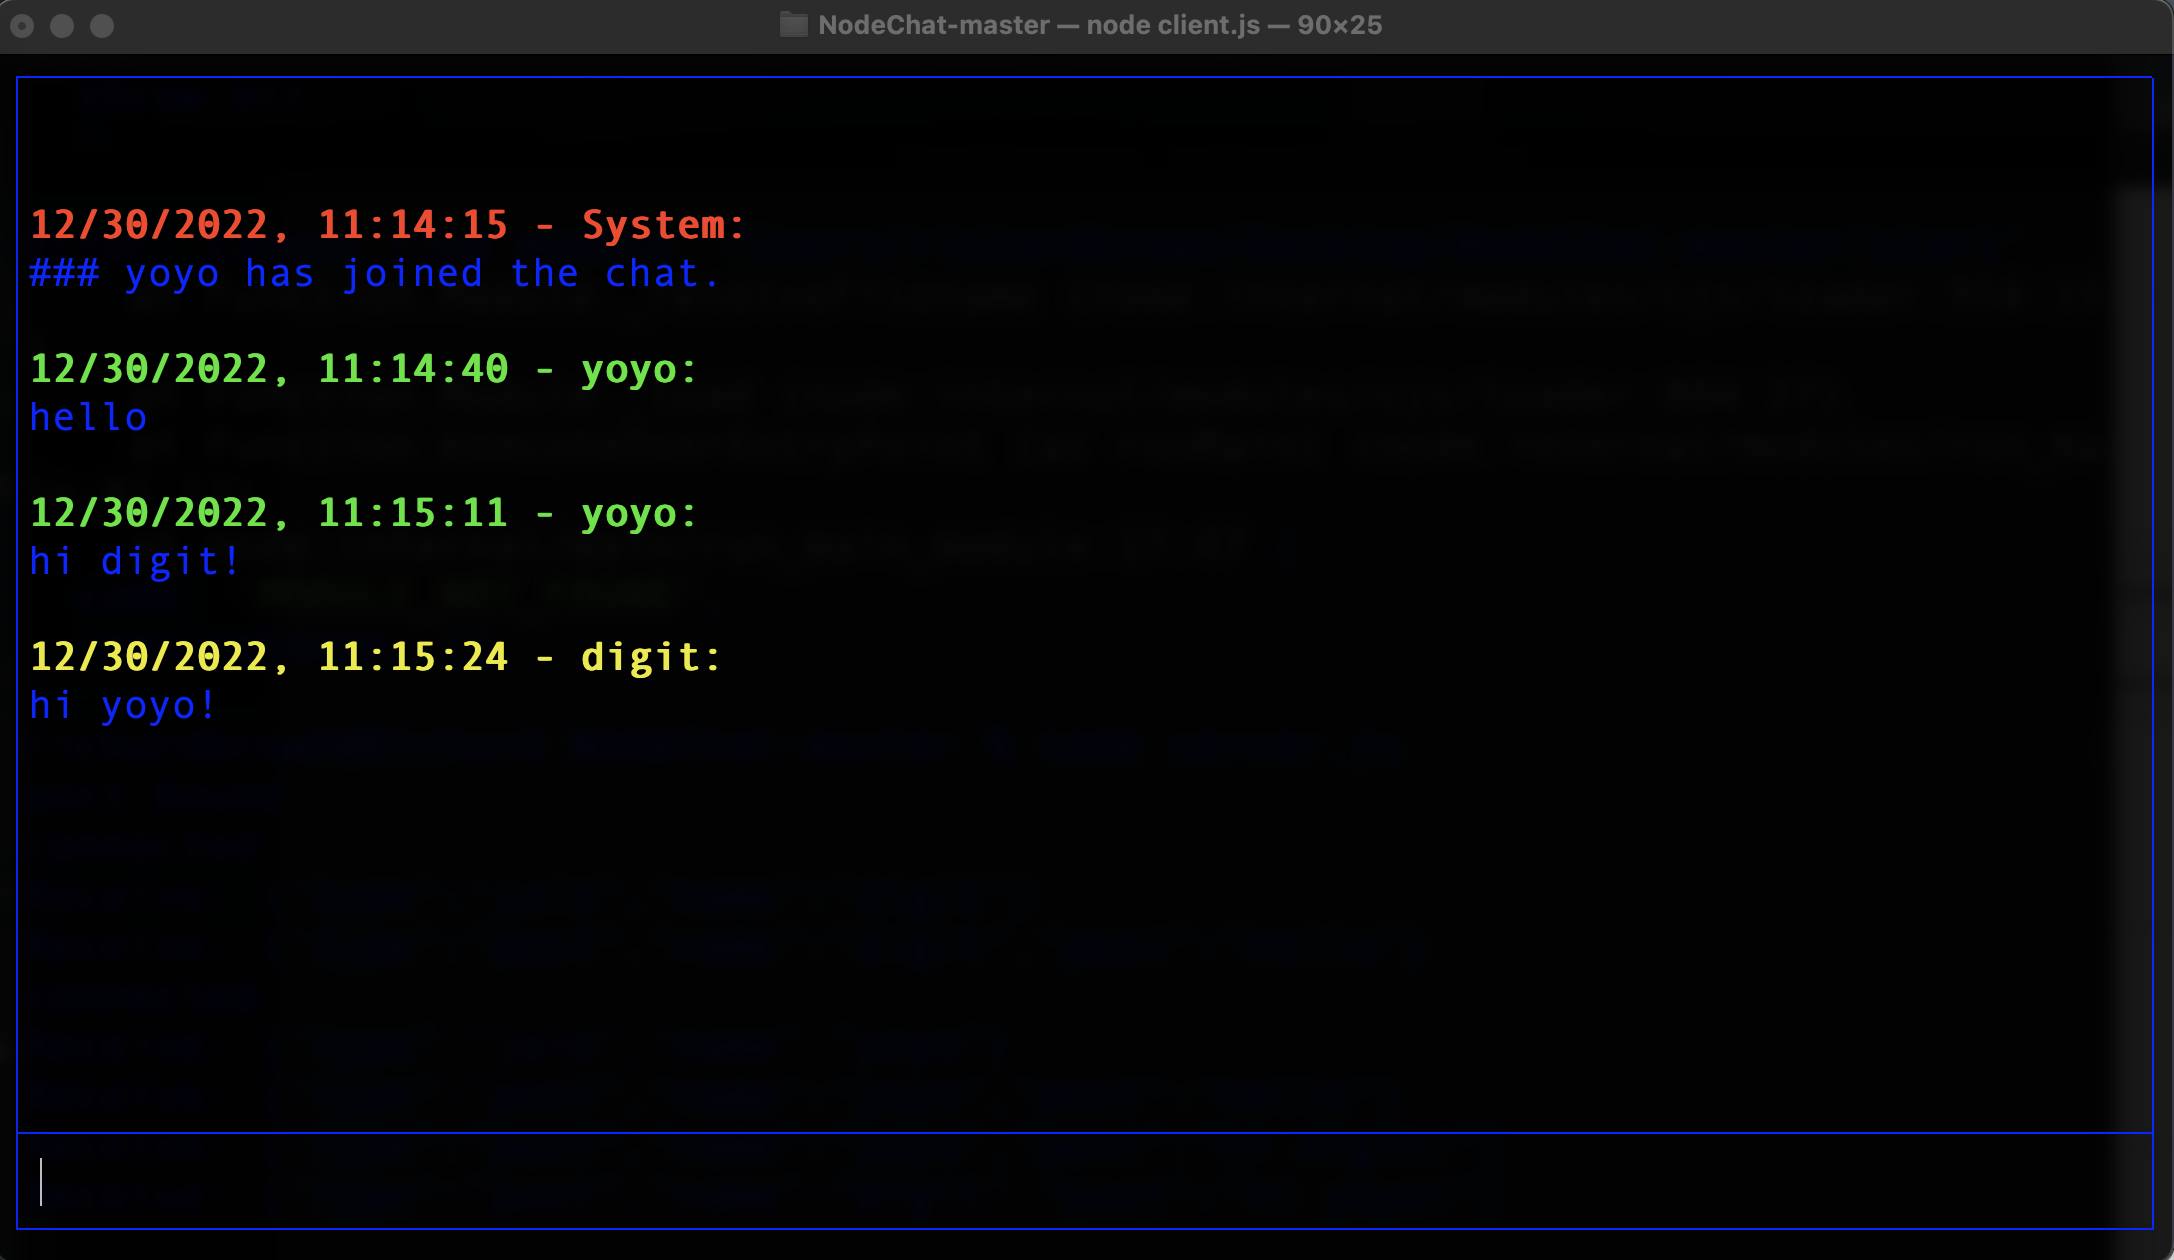 NodeChat-master — node client.js — 90×25
12/30/2022, 11:14:15 - System:
### yoyo has joined the chat.
12/30/2022, 11:14:40 - yoyo:
hello
12/30/2022, 11:15:11 - yoyo:
hi digit!
12/30/2022, 11:15:24 - digit:
hi yoyo!